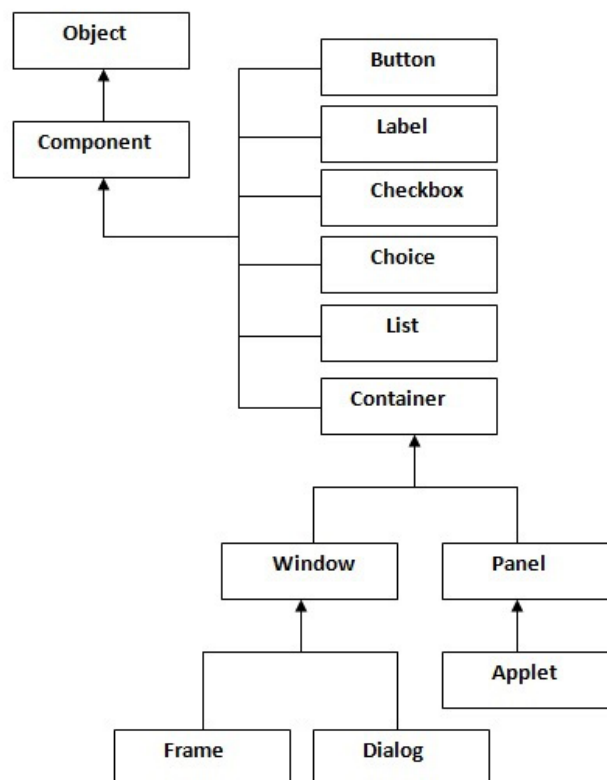 Object
Button
Component
Label
Checkbox
Choice
List
Container
Window
Panel
Applet
Frame
Dialog